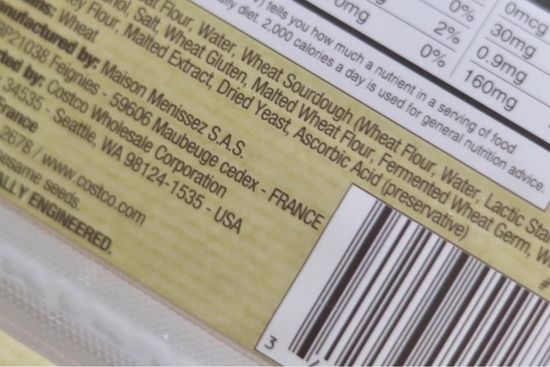 0%
2%
0%
0mcg
30mg
0.9mg
160mg
0mg
tells you how much a nutrient in a serving of food
diet. 2,000 calories a day is used for general nutrition advice.
Flour, Water, Wheat Sourdough (Wheat Flour, Water, Lactic
Salt, Wheat Gluten, Malted Wheat Flour, Fermented Wheat Germ,
Flour, Malted Extract, Dried Yeast, Ascorbic Acid (preservative)
Wheat
by: Maison Menissez S.A.S.
Feignies - 59606 Maubeuge cedex - FRANCE
by: Costco Wholesale Corporation
34535 - Seattle, WA 98124-1535 - USA
France
2678 / www.costco.com
sesame seeds.
ENGINEERED.
3